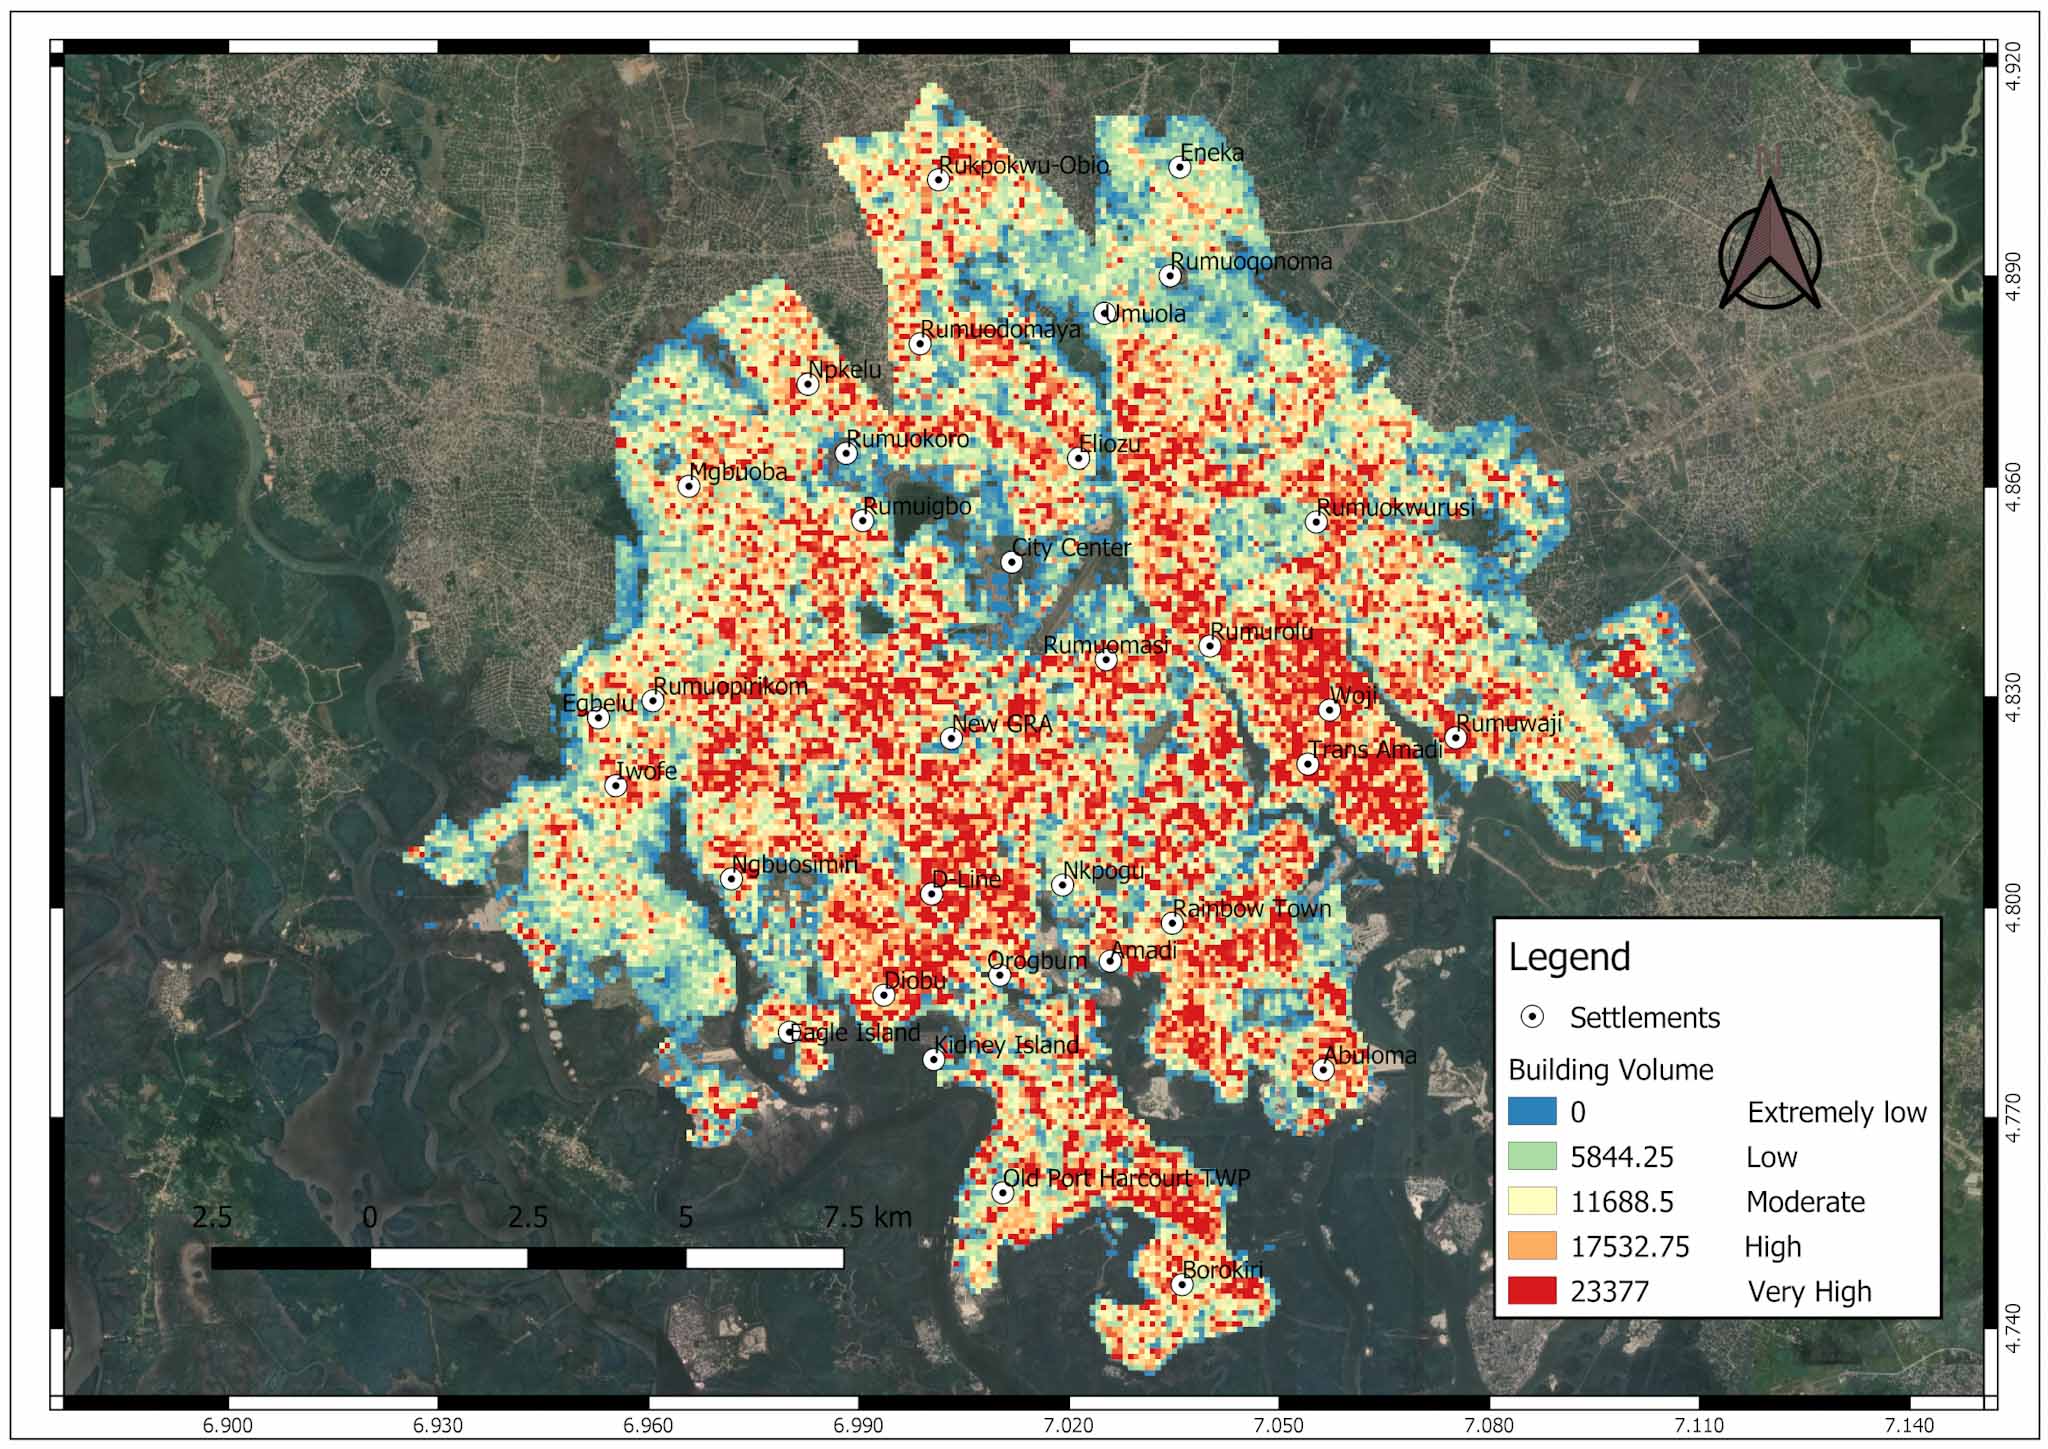 N
Eneka
Rukpokwu-Obio
Rumuoqonoma
Umuola
Rumuodomaya
Npkelu
Rumuokoro
Eliozu
Mgbuoba
Rumuigbo
Rumuokwurusi
City Center
Rumurolu
Rumuomasi
Rumuopirikom
Egbelu
Woji
New GRA
Rumuwaji
Trans Amadi
Iwofe
Ngbuosimiri
Nkpogu
D-Line
Rainbow Town
Amadi
Orogbum
Diobu
Eagle Island
Kidney Island
Abuloma
Old Port Harcourt TWP
Borokiri
2.5 0 2.5 5 7.5 km
Legend
Settlements
Building Volume
0 Extremely low
5844.25 Low
11688.5 Moderate
17532.75 High
23377 Very High
4.920
4.890
4.860
4.830
4.800
4.770
4.740
6.900 6.930 6.960 6.990 7.020 7.050 7.080 7.110 7.140